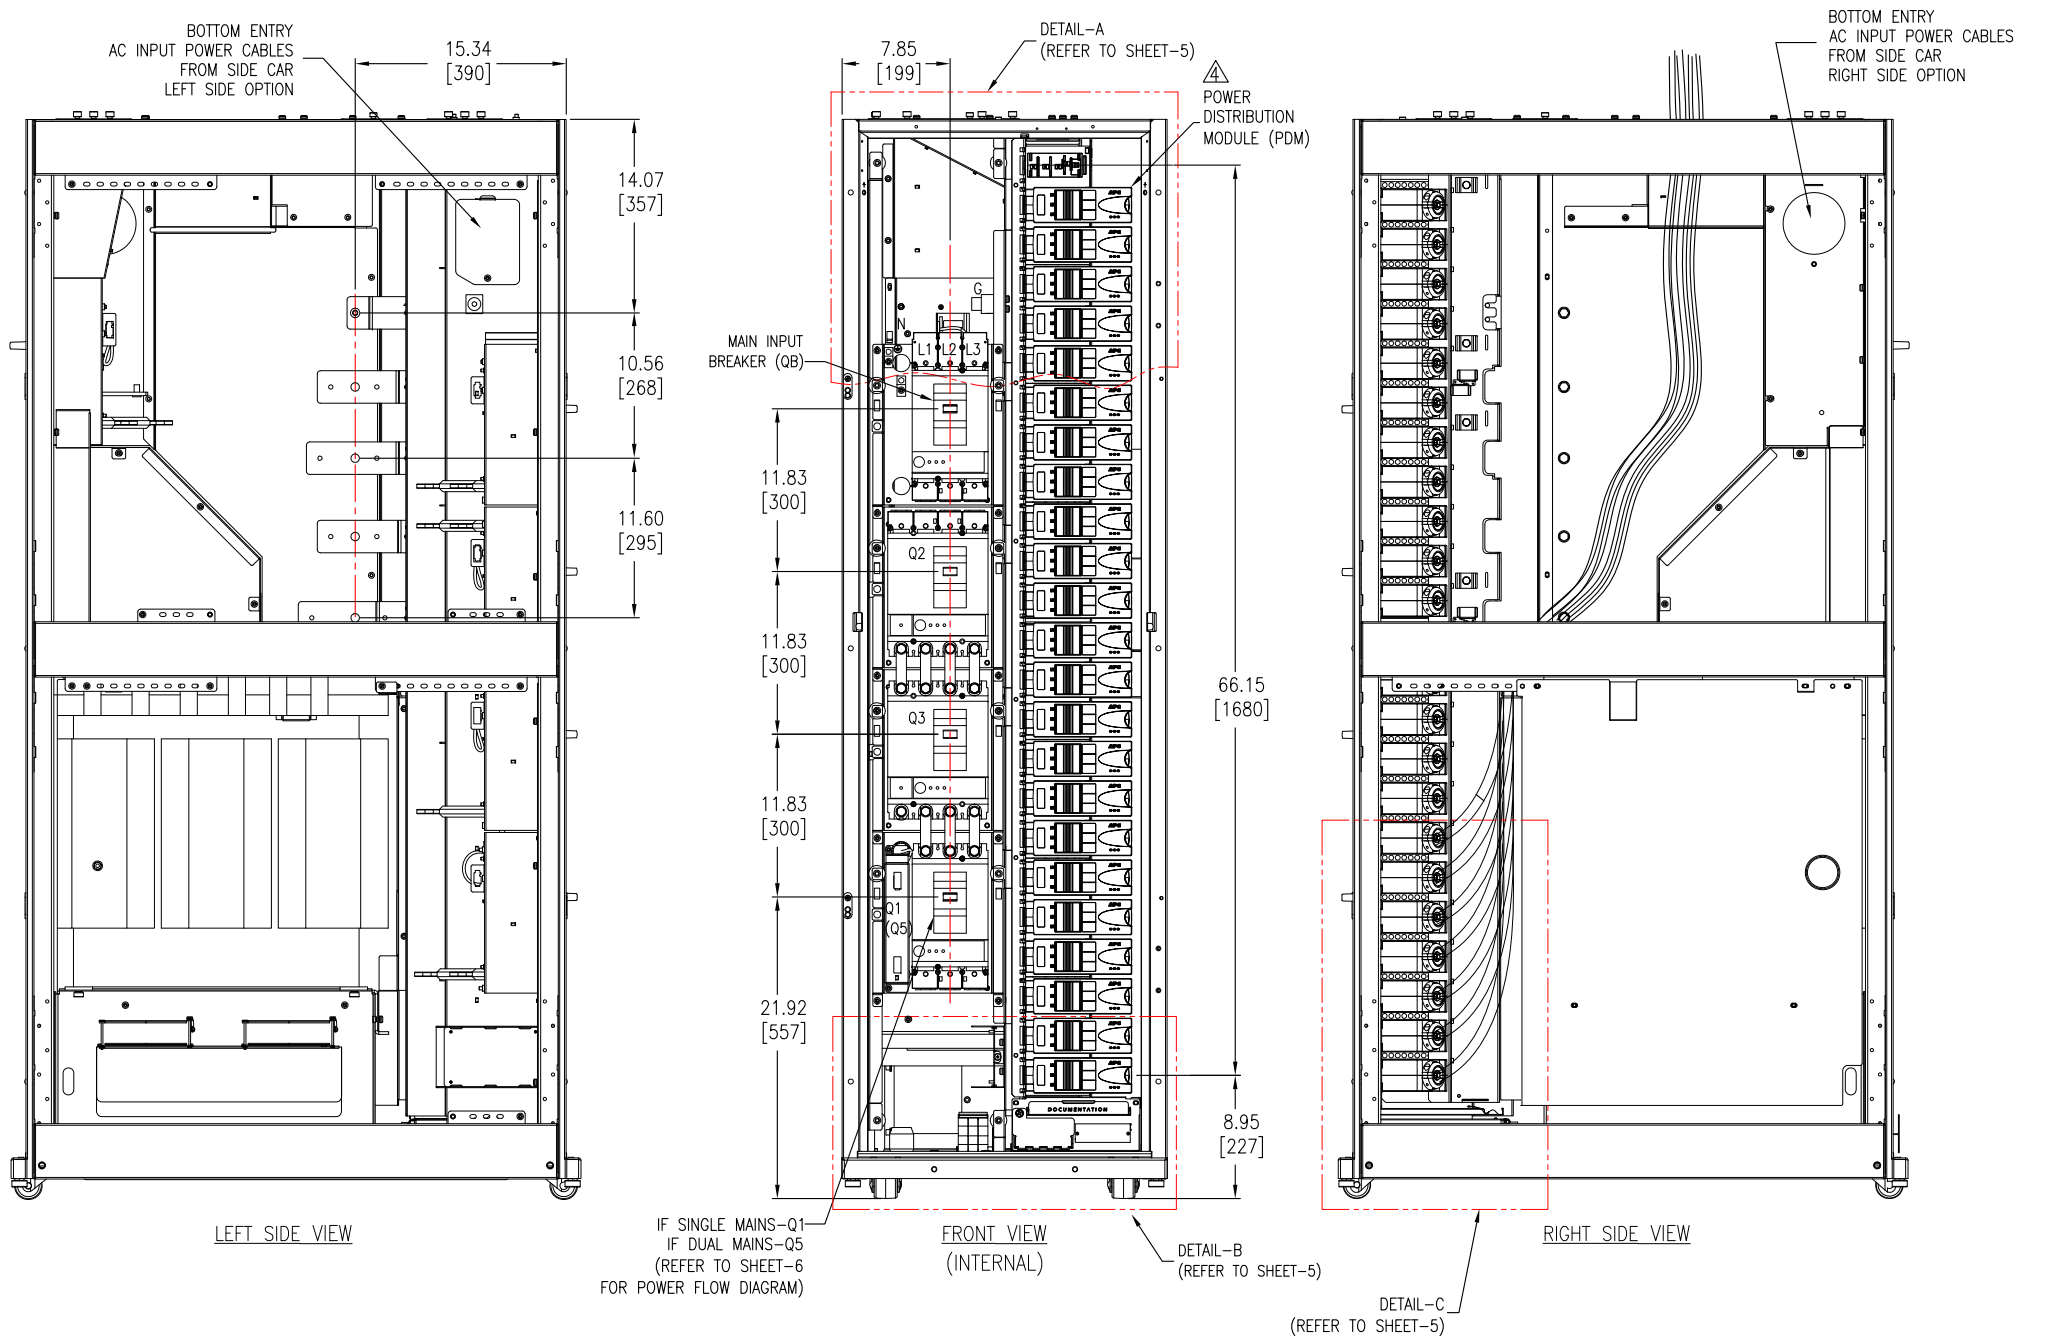 BOTTOM ENTRY
AC INPUT POWER CABLES
FROM SIDE CAR
LEFT SIDE OPTION
15.34
[390]
14.07
[357]
10.56
[268]
11.60
[295]
LEFT SIDE VIEW
7.85
[199]
DETAIL-A
(REFER TO SHEET-5)
4
POWER
DISTRIBUTION
MODULE (PDM)
MAIN INPUT
BREAKER (QB)
G
N
L1 L2 L3
11.83
[300]
Q2
11.83
[300]
Q3
11.83
[300]
Q1
(Q5)
21.92
[557]
66.15
[1680]
8.95
[227]
DOCUMENTATION
IF SINGLE MAINS-Q1
IF DUAL MAINS-Q5
(REFER TO SHEET-6
FOR POWER FLOW DIAGRAM)
FRONT VIEW
(INTERNAL)
DETAIL-B
(REFER TO SHEET-5)
BOTTOM ENTRY
AC INPUT POWER CABLES
FROM SIDE CAR
RIGHT SIDE OPTION
RIGHT SIDE VIEW
DETAIL-C
(REFER TO SHEET-5)